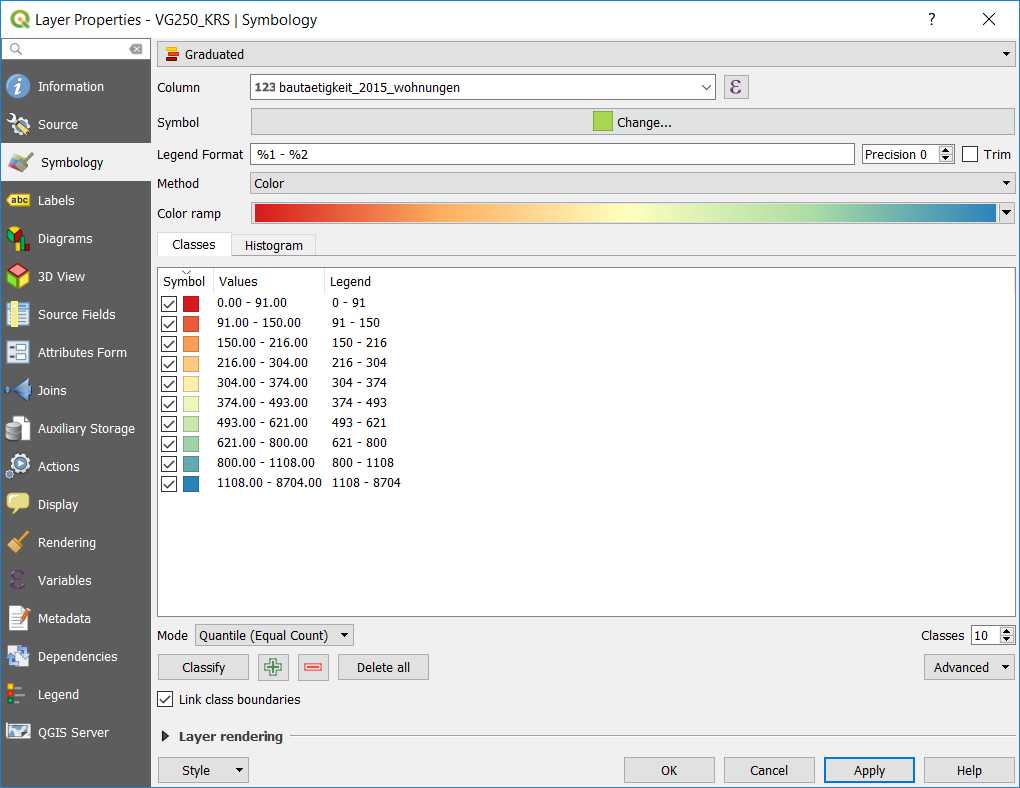 Layer Properties - VG250_KRS | Symbology
Information
Source
Symbology
abc Labels
Diagrams
3D View
Source Fields
Attributes Form
Joins
Auxiliary Storage
Actions
Display
Rendering
Variables
Metadata
Dependencies
Legend
QGIS Server
Graduated
Column 123 bautaetigkeit_2015_wohnungen ε
Symbol Change...
Legend Format %1 - %2 Precision 0 Trim
Method Color
Color ramp
Classes Histogram
Symbol Values Legend
0.00 - 91.00 0 - 91
91.00 - 150.00 91 - 150
150.00 - 216.00 150 - 216
216.00 - 304.00 216 - 304
304.00 - 374.00 304 - 374
374.00 - 493.00 374 - 493
493.00 - 621.00 493 - 621
621.00 - 800.00 621 - 800
800.00 - 1108.00 800 - 1108
1108.00 - 8704.00 1108 - 8704
Mode Quantile (Equal Count) Classes 10
Classify Delete all Advanced
Link class boundaries
Layer rendering
Style OK Cancel Apply Help